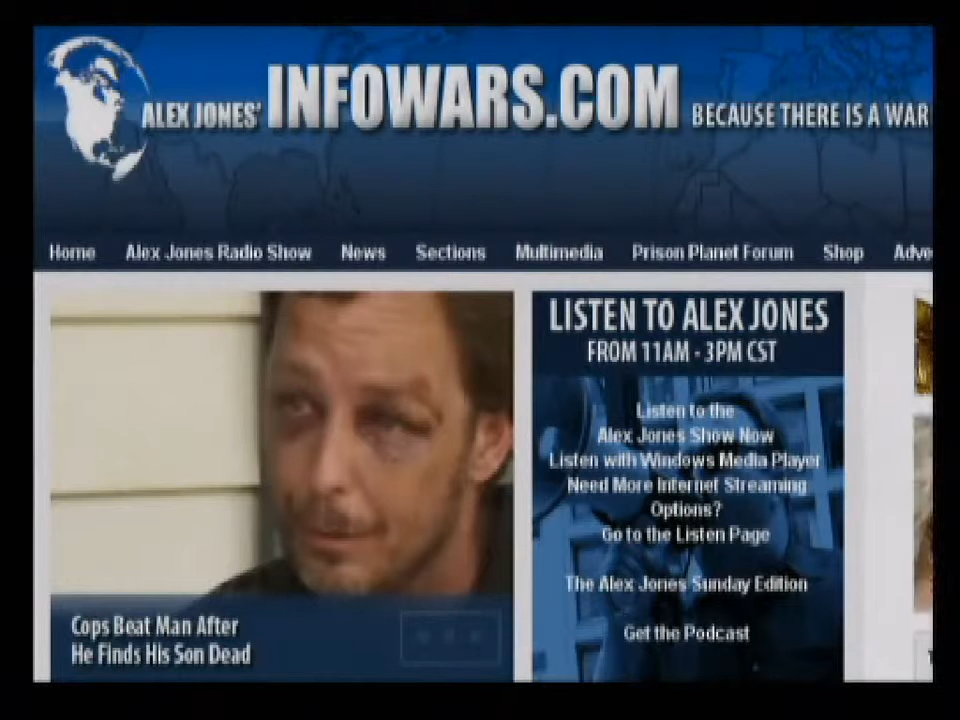 ALEX JONES' INFOWARS.COM BECAUSE THERE IS A WAR
Home Alex Jones Radio Show News Sections Multimedia Prison Planet Forum Shop Adve
LISTEN TO ALEX JONES
FROM 11AM - 3PM CST
Listen to the
Alex Jones Show Now
Listen with Windows Media Player
Need More Internet Streaming
Options?
Go to the Listen Page
The Alex Jones Sunday Edition
Get the Podcast
Cops Beat Man After
He Finds His Son Dead